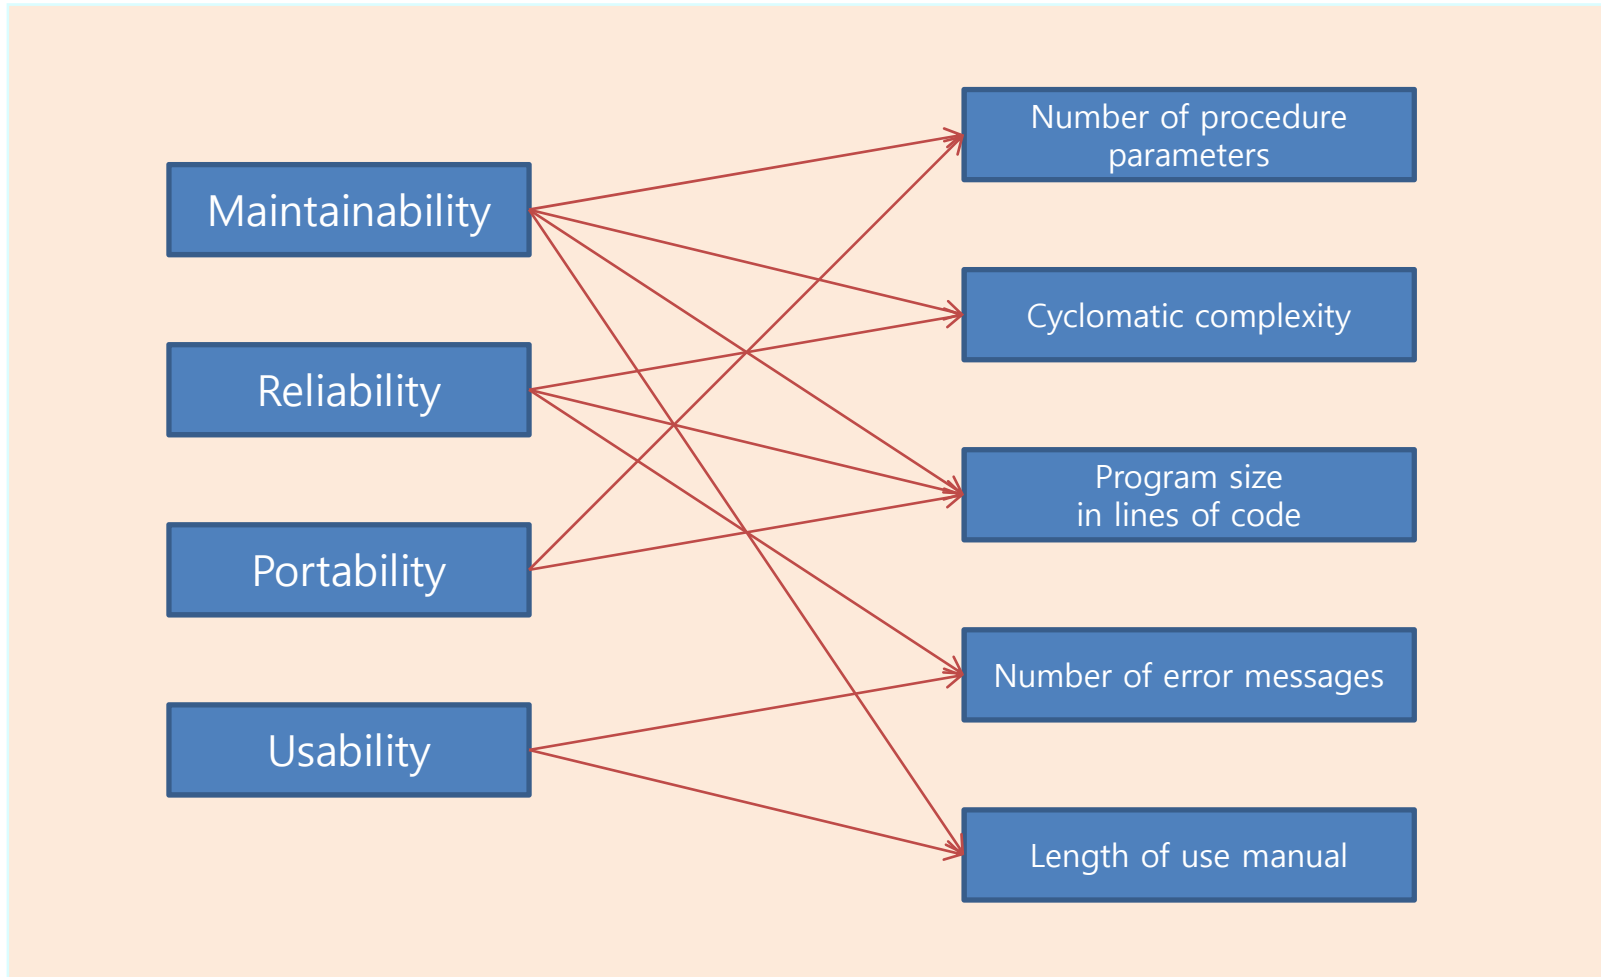 Maintainability
Reliability
Portability
Usability
Number of procedure
parameters
Cyclomatic complexity
Program size
in lines of code
Number of error messages
Length of use manual